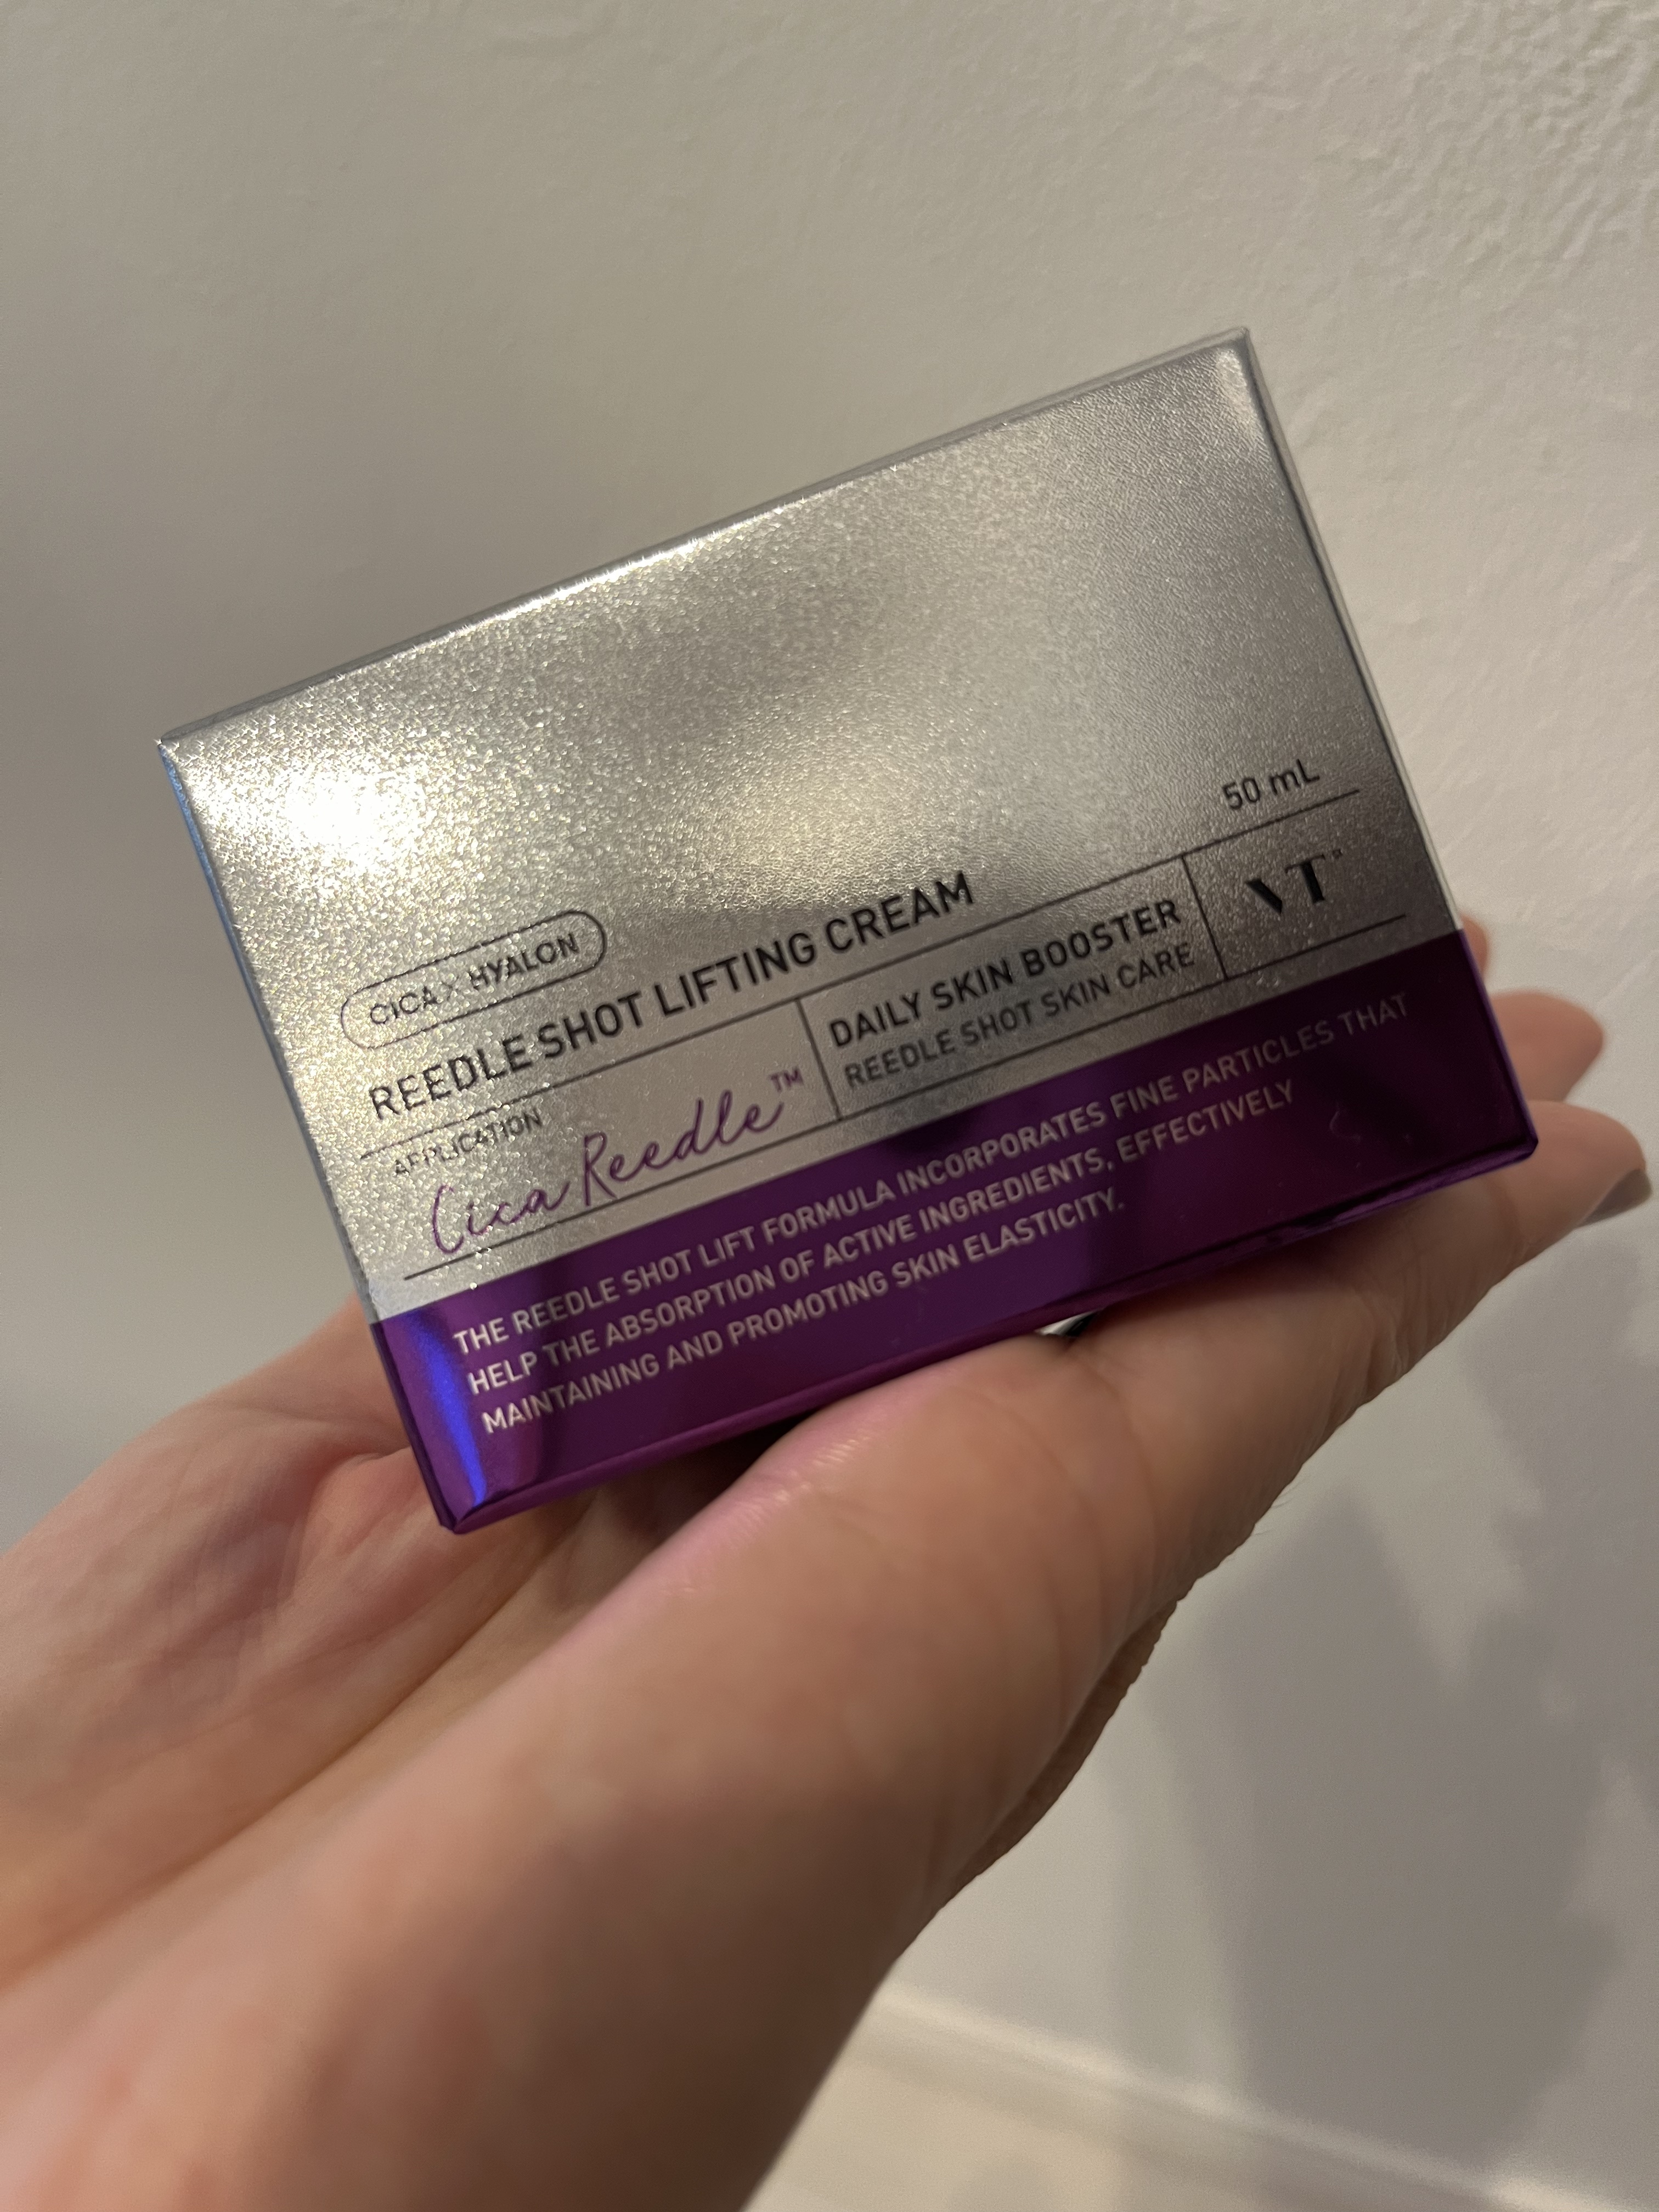 50 mL
CICA × HYALON
REEDLE SHOT LIFTING CREAM
APPLICATION
Cica Reedle™
DAILY SKIN BOOSTER
REEDLE SHOT SKIN CARE
VT
THE REEDLE SHOT LIFT FORMULA INCORPORATES FINE PARTICLES THAT
HELP THE ABSORPTION OF ACTIVE INGREDIENTS, EFFECTIVELY
MAINTAINING AND PROMOTING SKIN ELASTICITY.